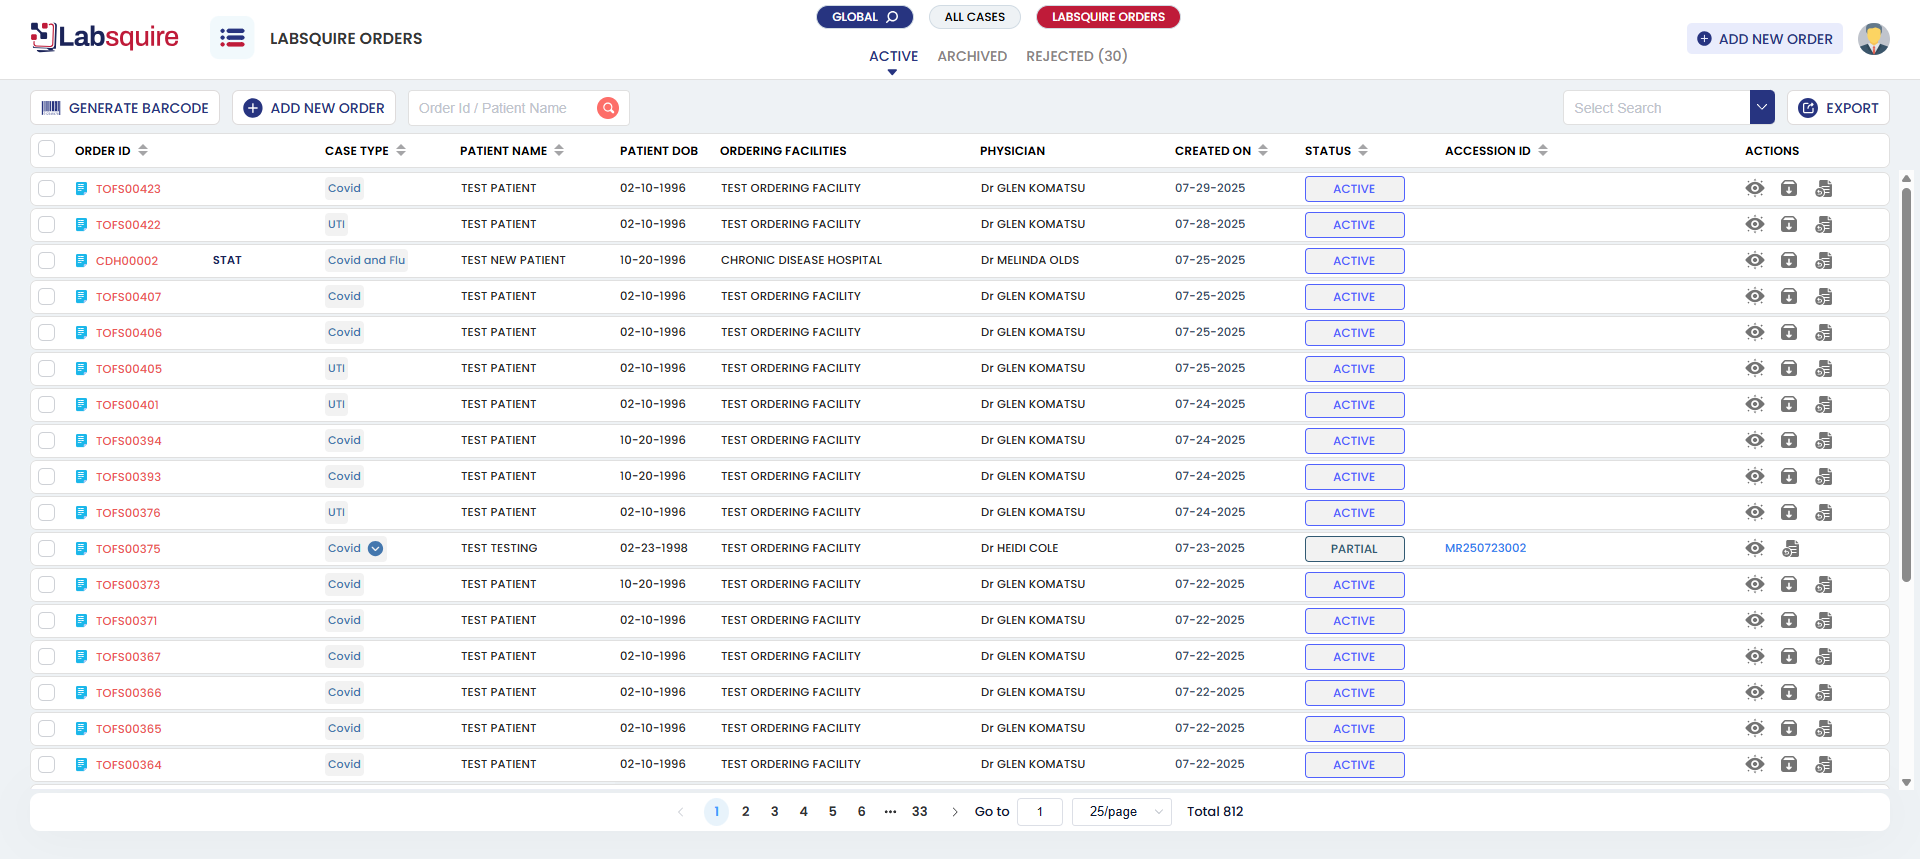 Labsquire
LABSQUIRE ORDERS
GLOBAL ALL CASES LABSQUIRE ORDERS
ACTIVE ARCHIVED REJECTED (30)
ADD NEW ORDER
GENERATE BARCODE ADD NEW ORDER Order Id / Patient Name Select Search EXPORT
ORDER ID CASE TYPE PATIENT NAME PATIENT DOB ORDERING FACILITIES PHYSICIAN CREATED ON STATUS ACCESSION ID ACTIONS
TOFS00423 Covid TEST PATIENT 02-10-1996 TEST ORDERING FACILITY Dr GLEN KOMATSU 07-29-2025 ACTIVE
TOFS00422 UTI TEST PATIENT 02-10-1996 TEST ORDERING FACILITY Dr GLEN KOMATSU 07-28-2025 ACTIVE
CDH00002 STAT Covid and Flu TEST NEW PATIENT 10-20-1996 CHRONIC DISEASE HOSPITAL Dr MELINDA OLDS 07-25-2025 ACTIVE
TOFS00407 Covid TEST PATIENT 02-10-1996 TEST ORDERING FACILITY Dr GLEN KOMATSU 07-25-2025 ACTIVE
TOFS00406 Covid TEST PATIENT 02-10-1996 TEST ORDERING FACILITY Dr GLEN KOMATSU 07-25-2025 ACTIVE
TOFS00405 UTI TEST PATIENT 02-10-1996 TEST ORDERING FACILITY Dr GLEN KOMATSU 07-25-2025 ACTIVE
TOFS00401 UTI TEST PATIENT 02-10-1996 TEST ORDERING FACILITY Dr GLEN KOMATSU 07-24-2025 ACTIVE
TOFS00394 Covid TEST PATIENT 10-20-1996 TEST ORDERING FACILITY Dr GLEN KOMATSU 07-24-2025 ACTIVE
TOFS00393 Covid TEST PATIENT 10-20-1996 TEST ORDERING FACILITY Dr GLEN KOMATSU 07-24-2025 ACTIVE
TOFS00376 UTI TEST PATIENT 02-10-1996 TEST ORDERING FACILITY Dr GLEN KOMATSU 07-24-2025 ACTIVE
TOFS00375 Covid TEST TESTING 02-23-1998 TEST ORDERING FACILITY Dr HEIDI COLE 07-23-2025 PARTIAL MR250723002
TOFS00373 Covid TEST PATIENT 10-20-1996 TEST ORDERING FACILITY Dr GLEN KOMATSU 07-22-2025 ACTIVE
TOFS00371 Covid TEST PATIENT 02-10-1996 TEST ORDERING FACILITY Dr GLEN KOMATSU 07-22-2025 ACTIVE
TOFS00367 Covid TEST PATIENT 02-10-1996 TEST ORDERING FACILITY Dr GLEN KOMATSU 07-22-2025 ACTIVE
TOFS00366 Covid TEST PATIENT 02-10-1996 TEST ORDERING FACILITY Dr GLEN KOMATSU 07-22-2025 ACTIVE
TOFS00365 Covid TEST PATIENT 02-10-1996 TEST ORDERING FACILITY Dr GLEN KOMATSU 07-22-2025 ACTIVE
TOFS00364 Covid TEST PATIENT 02-10-1996 TEST ORDERING FACILITY Dr GLEN KOMATSU 07-22-2025 ACTIVE
1 2 3 4 5 6 ··· 33 Go to 1 25/page Total 812